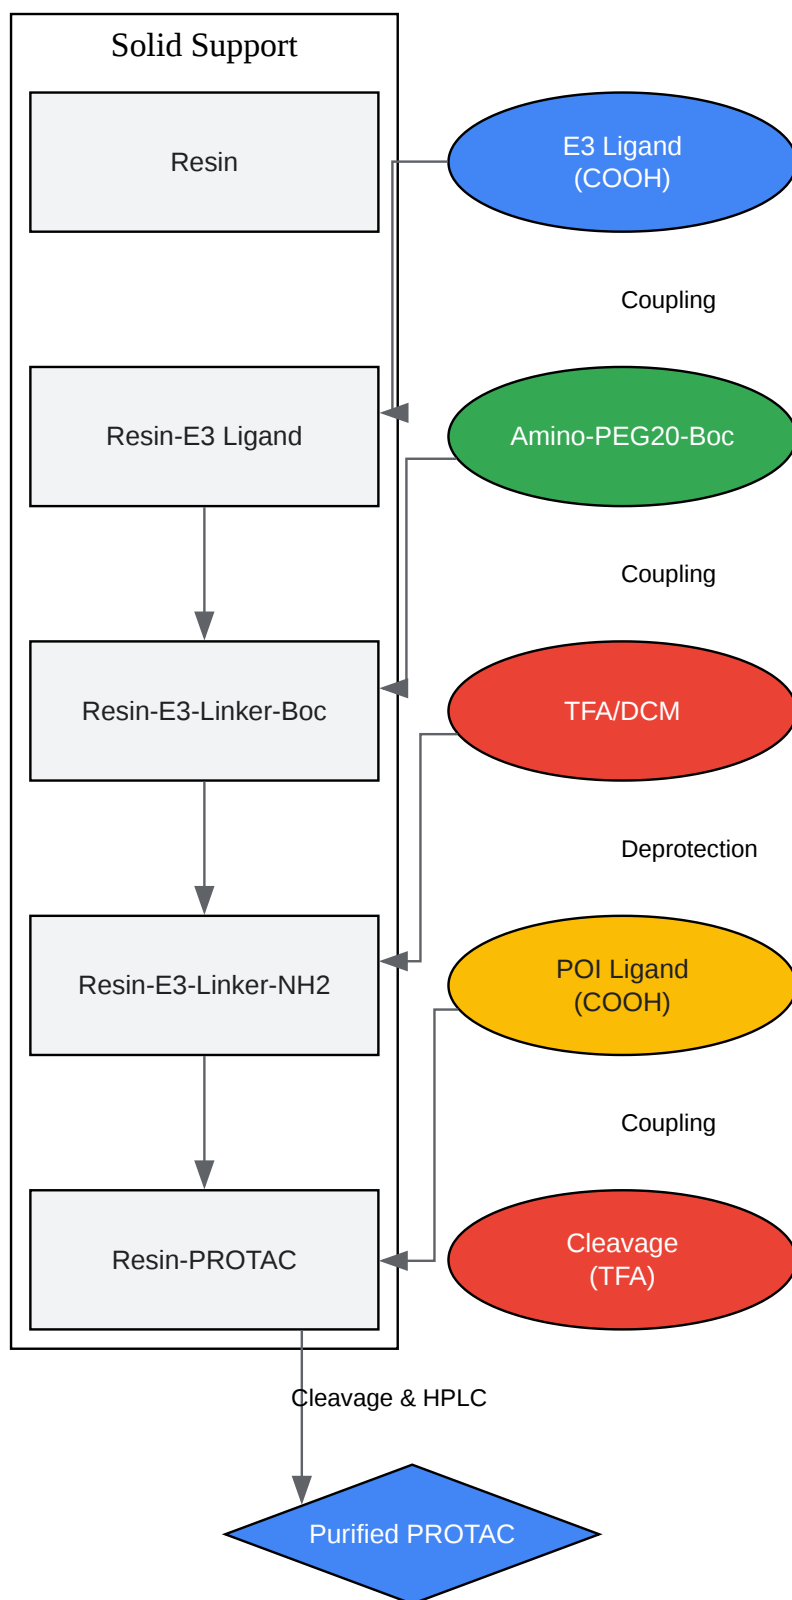 Solid Support
Resin
E3 Ligand
(COOH)
Coupling
Resin-E3 Ligand
Amino-PEG20-Boc
Coupling
Resin-E3-Linker-Boc
TFA/DCM
Deprotection
Resin-E3-Linker-NH2
POI Ligand
(COOH)
Coupling
Resin-PROTAC
Cleavage
(TFA)
Cleavage & HPLC
Purified PROTAC